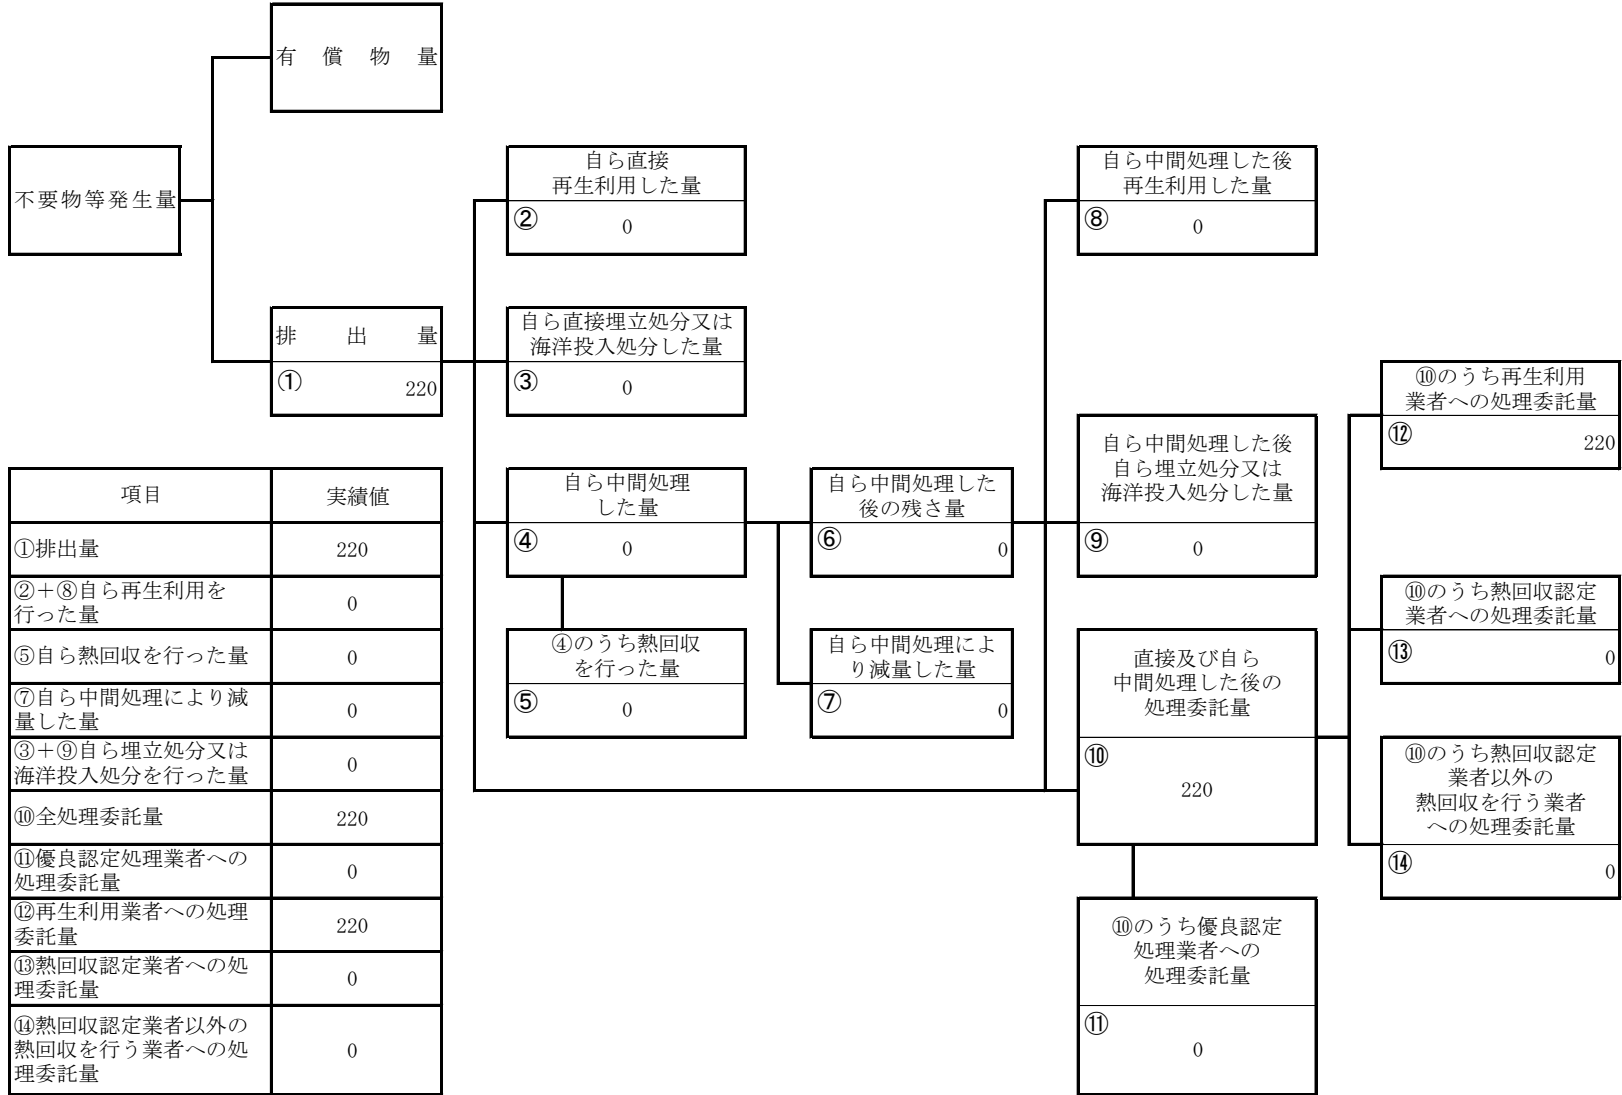 有償物量
不要物等発生量
排出量
① 220
自ら直接
再生利用した量
② 0
自ら直接埋立処分又は
海洋投入処分した量
③ 0
自ら中間処理
した量
④ 0
④のうち熱回収
を行った量
⑤ 0
自ら中間処理した
後の残さ量
⑥ 0
自ら中間処理によ
り減量した量
⑦ 0
自ら中間処理した後
再生利用した量
⑧ 0
自ら中間処理した後
自ら埋立処分又は
海洋投入処分した量
⑨ 0
直接及び自ら
中間処理した後の
処理委託量
⑩
220
⑩のうち優良認定
処理業者への
処理委託量
⑪
0
⑩のうち再生利用
業者への処理委託量
⑫ 220
⑩のうち熱回収認定
業者への処理委託量
⑬ 0
⑩のうち熱回収認定
業者以外の
熱回収を行う業者
への処理委託量
⑭ 0
項目 実績値
①排出量 220
②＋⑧自ら再生利用を
行った量 0
⑤自ら熱回収を行った量 0
⑦自ら中間処理により減
量した量 0
③＋⑨自ら埋立処分又は
海洋投入処分を行った量 0
⑩全処理委託量 220
⑪優良認定処理業者への
処理委託量 0
⑫再生利用業者への処理
委託量 220
⑬熱回収認定業者への処
理委託量 0
⑭熱回収認定業者以外の
熱回収を行う業者への処 0
理委託量